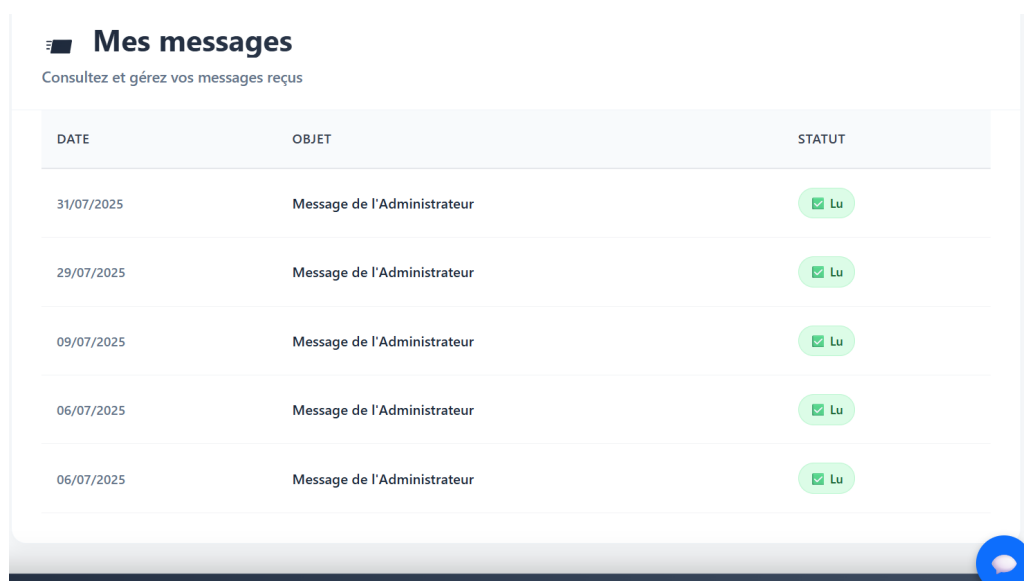 Mes messages
Consultez et gérez vos messages reçus
DATE OBJET STATUT
31/07/2025 Message de l'Administrateur Lu
29/07/2025 Message de l'Administrateur Lu
09/07/2025 Message de l'Administrateur Lu
06/07/2025 Message de l'Administrateur Lu
06/07/2025 Message de l'Administrateur Lu